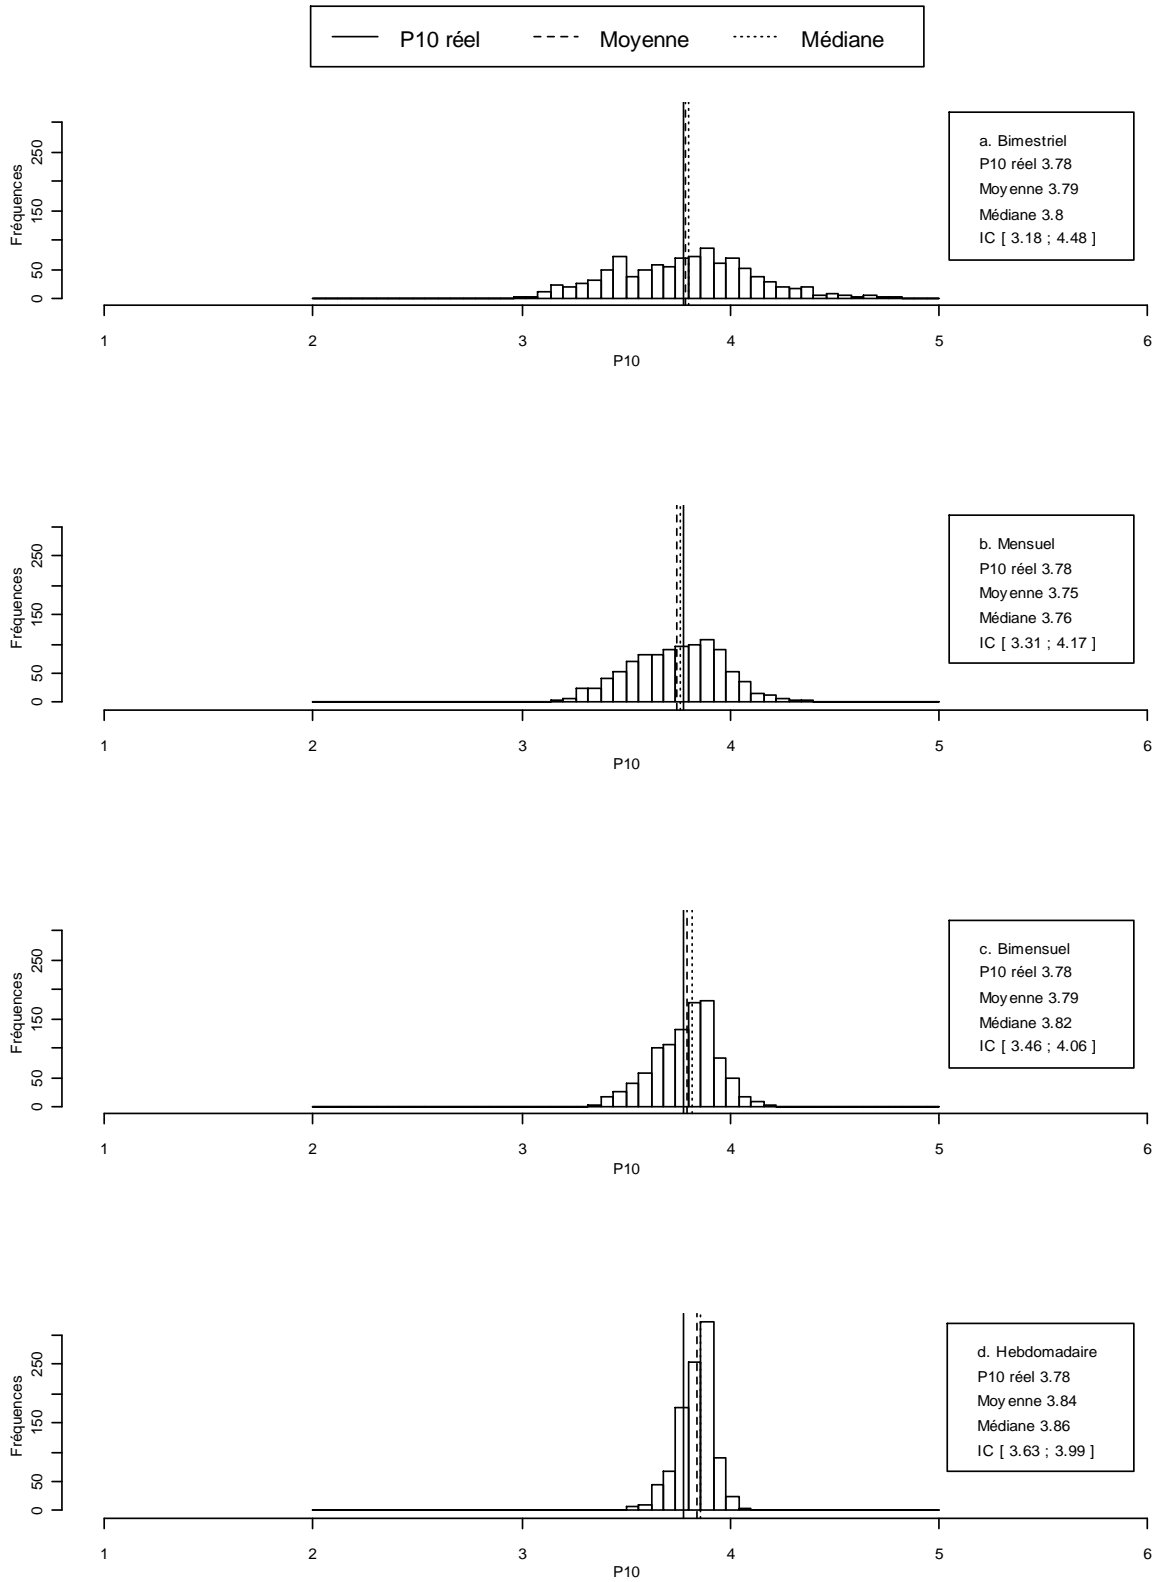 P10 réel Moyenne Médiane
a. Bimestriel
P10 réel 3.78
Moyenne 3.79
Médiane 3.8
IC [ 3.18 ; 4.48 ]
Fréquences
250
150
50
0
1 2 3 4 5 6
P10
b. Mensuel
P10 réel 3.78
Moyenne 3.75
Médiane 3.76
IC [ 3.31 ; 4.17 ]
Fréquences
250
150
50
0
1 2 3 4 5 6
P10
c. Bimensuel
P10 réel 3.78
Moyenne 3.79
Médiane 3.82
IC [ 3.46 ; 4.06 ]
Fréquences
250
150
50
0
1 2 3 4 5 6
P10
d. Hebdomadaire
P10 réel 3.78
Moyenne 3.84
Médiane 3.86
IC [ 3.63 ; 3.99 ]
Fréquences
250
150
50
0
1 2 3 4 5 6
P10